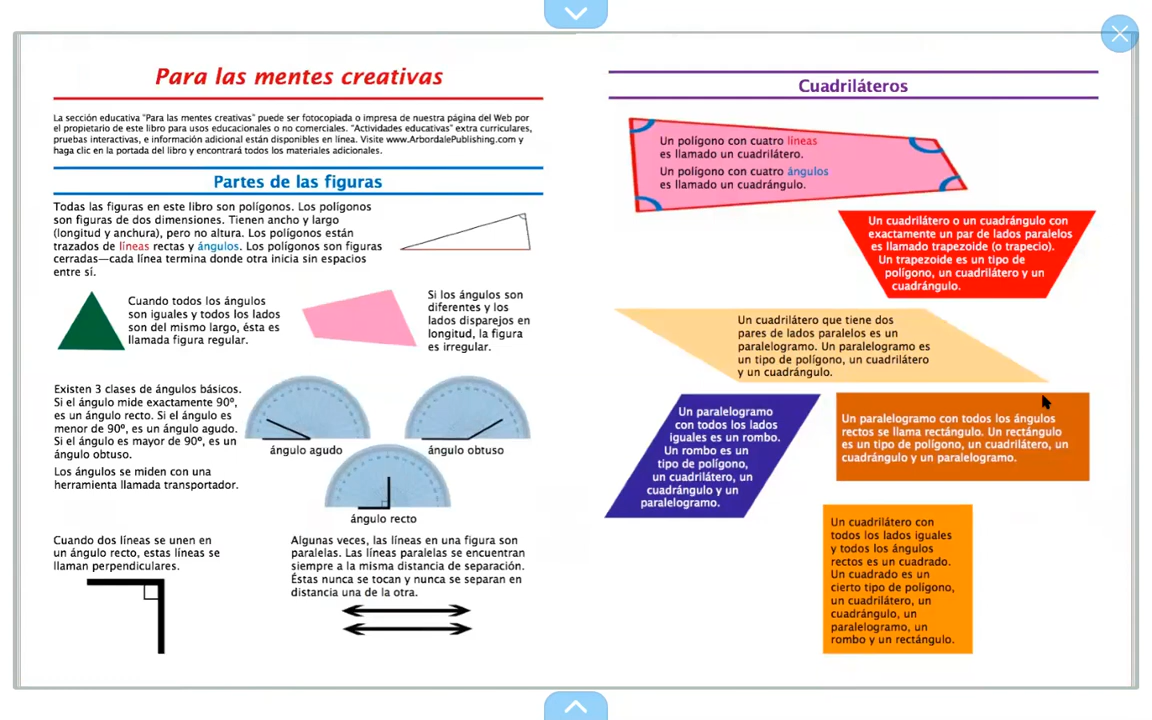 Para las mentes creativas
La sección educativa "Para las mentes creativas" puede ser fotocopiada o impresa de nuestra página del Web por
el propietario de este libro para usos educacionales o no comerciales. "Actividades educativas" extra curriculares,
pruebas interactivas, e información adicional están disponibles en línea. Visite www.ArbordalePublishing.com y
haga clic en la portada del libro y encontrará todos los materiales adicionales.
Partes de las figuras
Todas las figuras en este libro son polígonos. Los polígonos
son figuras de dos dimensiones. Tienen ancho y largo
(longitud y anchura), pero no altura. Los polígonos están
trazados de líneas rectas y ángulos. Los polígonos son figuras
cerradas—cada línea termina donde otra inicia sin espacios
entre sí.
Cuando todos los ángulos
son iguales y todos los lados
son del mismo largo, ésta es
llamada figura regular.
Si los ángulos son
diferentes y los
lados disparejos en
longitud, la figura
es irregular.
Existen 3 clases de ángulos básicos.
Si el ángulo mide exactamente 90º,
es un ángulo recto. Si el ángulo es
menor de 90º, es un ángulo agudo.
Si el ángulo es mayor de 90º, es un
ángulo obtuso.
Los ángulos se miden con una
herramienta llamada transportador.
ángulo agudo
ángulo obtuso
ángulo recto
Cuando dos líneas se unen en
un ángulo recto, estas líneas se
llaman perpendiculares.
Algunas veces, las líneas en una figura son
paralelas. Las líneas paralelas se encuentran
siempre a la misma distancia de separación.
Éstas nunca se tocan y nunca se separan en
distancia una de la otra.
Cuadriláteros
Un polígono con cuatro líneas
es llamado un cuadrilátero.
Un polígono con cuatro ángulos
es llamado un cuadrángulo.
Un cuadrilátero o un cuadrángulo con
exactamente un par de lados paralelos
es llamado trapezoide (o trapecio).
Un trapezoide es un tipo de
polígono, un cuadrilátero y un
cuadrángulo.
Un cuadrilátero que tiene dos
pares de lados paralelos es un
paralelogramo. Un paralelogramo es
un tipo de polígono, un cuadrilátero
y un cuadrángulo.
Un paralelogramo
con todos los lados
iguales es un rombo.
Un rombo es un
tipo de polígono,
un cuadrilátero, un
cuadrángulo y un
paralelogramo.
Un paralelogramo con todos los ángulos
rectos se llama rectángulo. Un rectángulo
es un tipo de polígono, un cuadrilátero, un
cuadrángulo y un paralelogramo.
Un cuadrilátero con
todos los lados iguales
y todos los ángulos
rectos es un cuadrado.
Un cuadrado es un
cierto tipo de polígono,
un cuadrilátero, un
cuadrángulo, un
paralelogramo, un
rombo y un rectángulo.